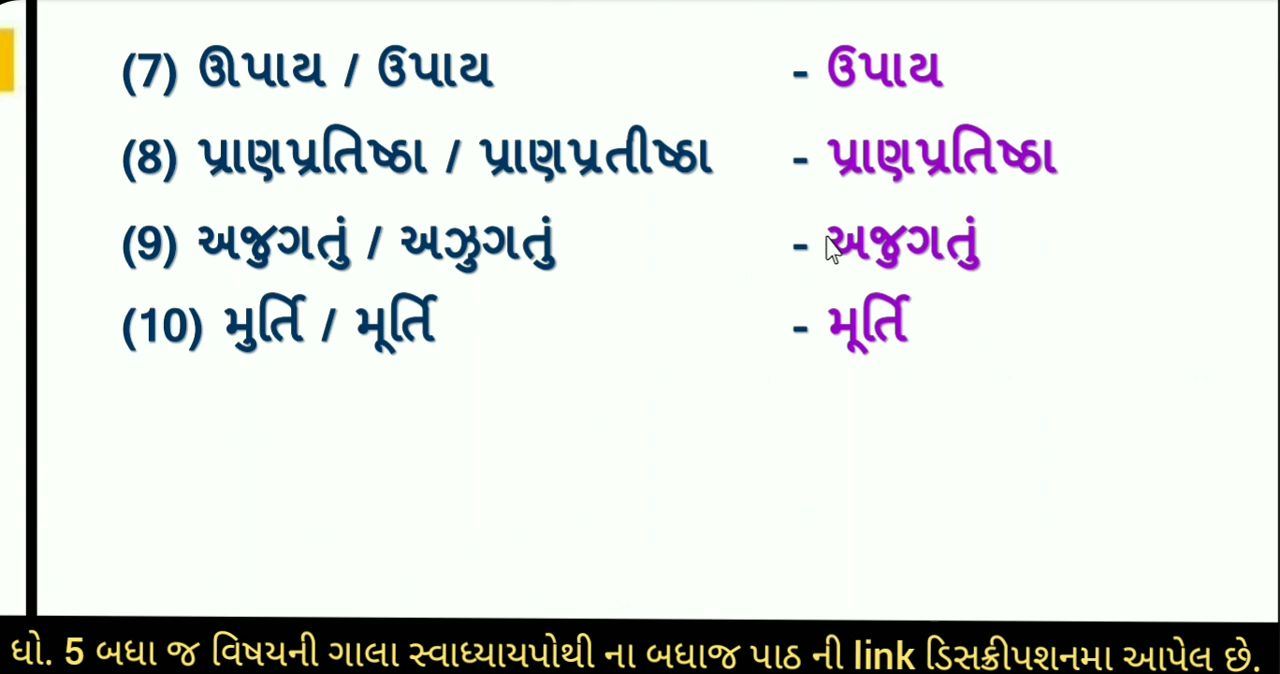 (7) ઊપાય / ઉપાય - ઉપાય
(8) પ્રાણપ્રતિષ્ઠા / પ્રાણપ્રતીષ્ઠા - પ્રાણપ્રતિષ્ઠા
(9) અજુગતું / અઝુગતું - અજુગતું
(10) મુર્તિ / મૂર્તિ - મૂર્તિ
ધો. 5 બધા જ વિષયની ગાલા સ્વાધ્યાયપોથી ના બધાજ પાઠ ની link ડિસક્રીપશનમા આપેલ છે.